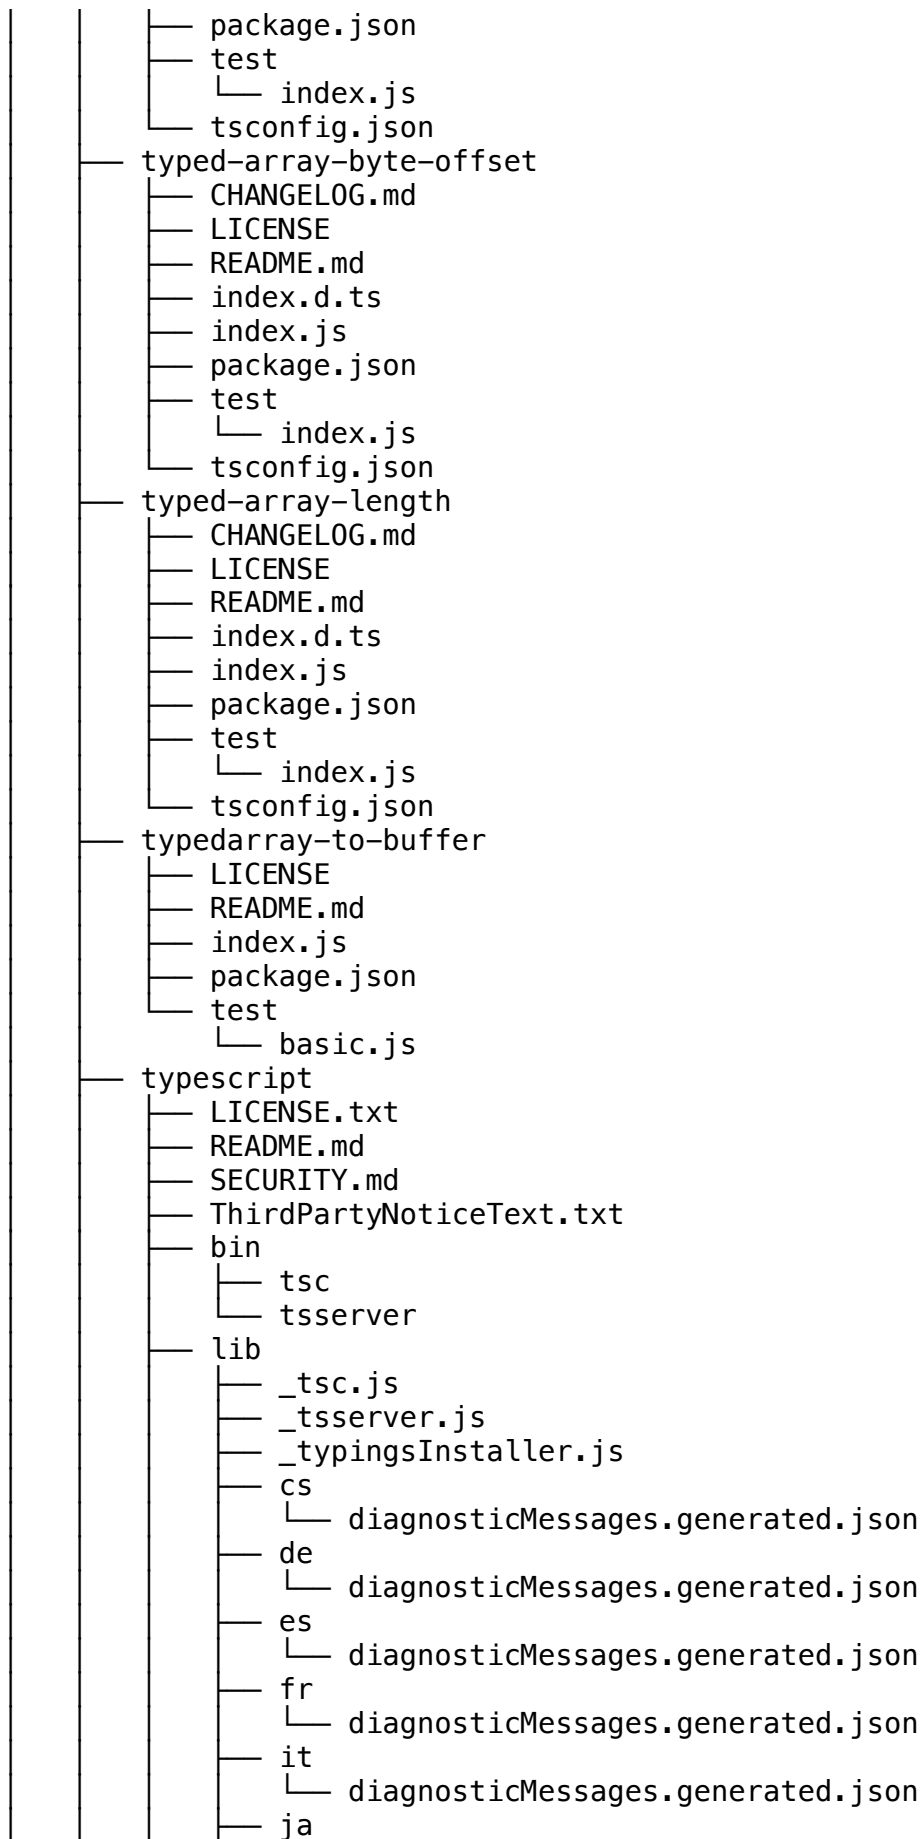 │   │   ├── package.json
│   │   ├── test
│   │   │   └── index.js
│   │   └── tsconfig.json
│   ├── typed-array-byte-offset
│   │   ├── CHANGELOG.md
│   │   ├── LICENSE
│   │   ├── README.md
│   │   ├── index.d.ts
│   │   ├── index.js
│   │   ├── package.json
│   │   ├── test
│   │   │   └── index.js
│   │   └── tsconfig.json
│   ├── typed-array-length
│   │   ├── CHANGELOG.md
│   │   ├── LICENSE
│   │   ├── README.md
│   │   ├── index.d.ts
│   │   ├── index.js
│   │   ├── package.json
│   │   ├── test
│   │   │   └── index.js
│   │   └── tsconfig.json
│   ├── typedarray-to-buffer
│   │   ├── LICENSE
│   │   ├── README.md
│   │   ├── index.js
│   │   ├── package.json
│   │   └── test
│   │       └── basic.js
│   ├── typescript
│   │   ├── LICENSE.txt
│   │   ├── README.md
│   │   ├── SECURITY.md
│   │   ├── ThirdPartyNoticeText.txt
│   │   ├── bin
│   │   │   ├── tsc
│   │   │   └── tsserver
│   │   ├── lib
│   │   │   ├── _tsc.js
│   │   │   ├── _tsserver.js
│   │   │   ├── _typingsInstaller.js
│   │   │   ├── cs
│   │   │   │   └── diagnosticMessages.generated.json
│   │   │   ├── de
│   │   │   │   └── diagnosticMessages.generated.json
│   │   │   ├── es
│   │   │   │   └── diagnosticMessages.generated.json
│   │   │   ├── fr
│   │   │   │   └── diagnosticMessages.generated.json
│   │   │   ├── it
│   │   │   │   └── diagnosticMessages.generated.json
│   │   │   ├── ja